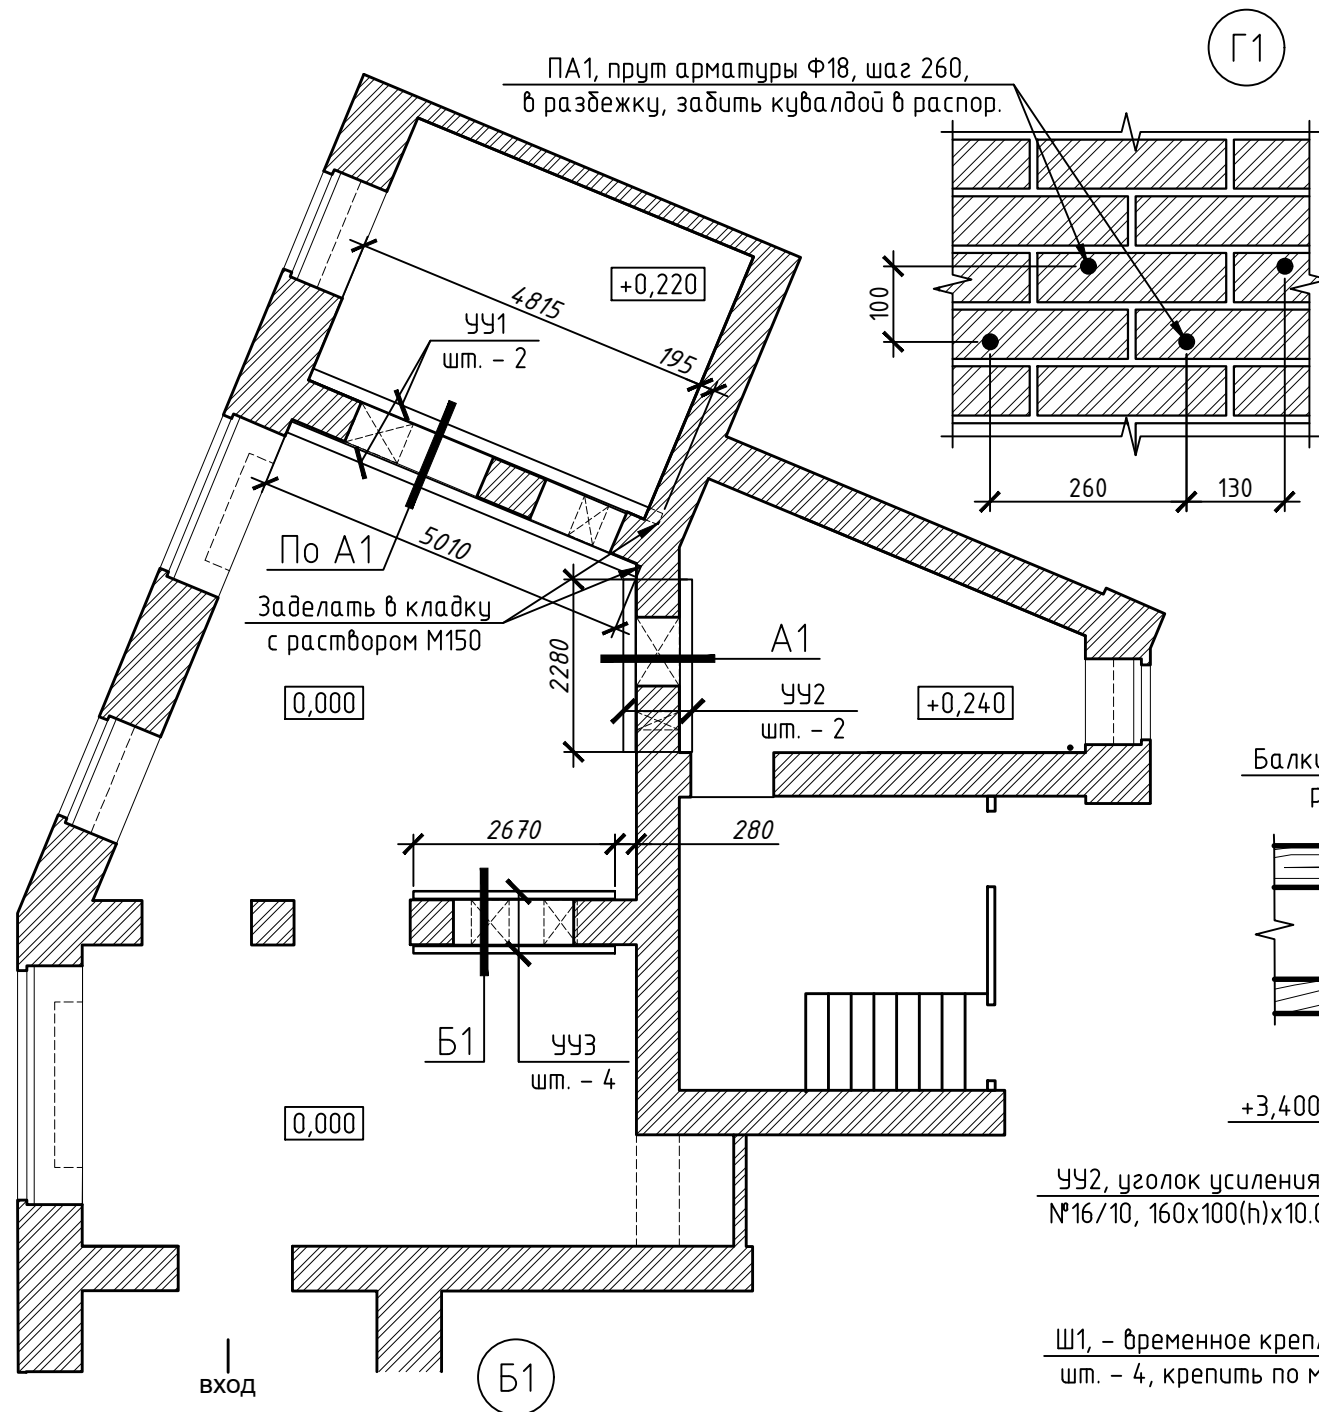 Г1
ПА1, прут арматуры Ф18, шаг 260,
в разбежку, забить кувалдой в распор.
+0,220
4815
195
УУ1
шт. - 2
100
260
130
По А1
5010
Заделать в кладку
с раствором М150
2280
А1
0,000
УУ2
шт. - 2
+0,240
2670
280
Б1
УУ3
шт. - 4
0,000
+3,400
УУ2, уголок усиления
№16/10, 160х100(h)х10.
Ш1, - временное
шт. - 4, крепить по
вход
Б1